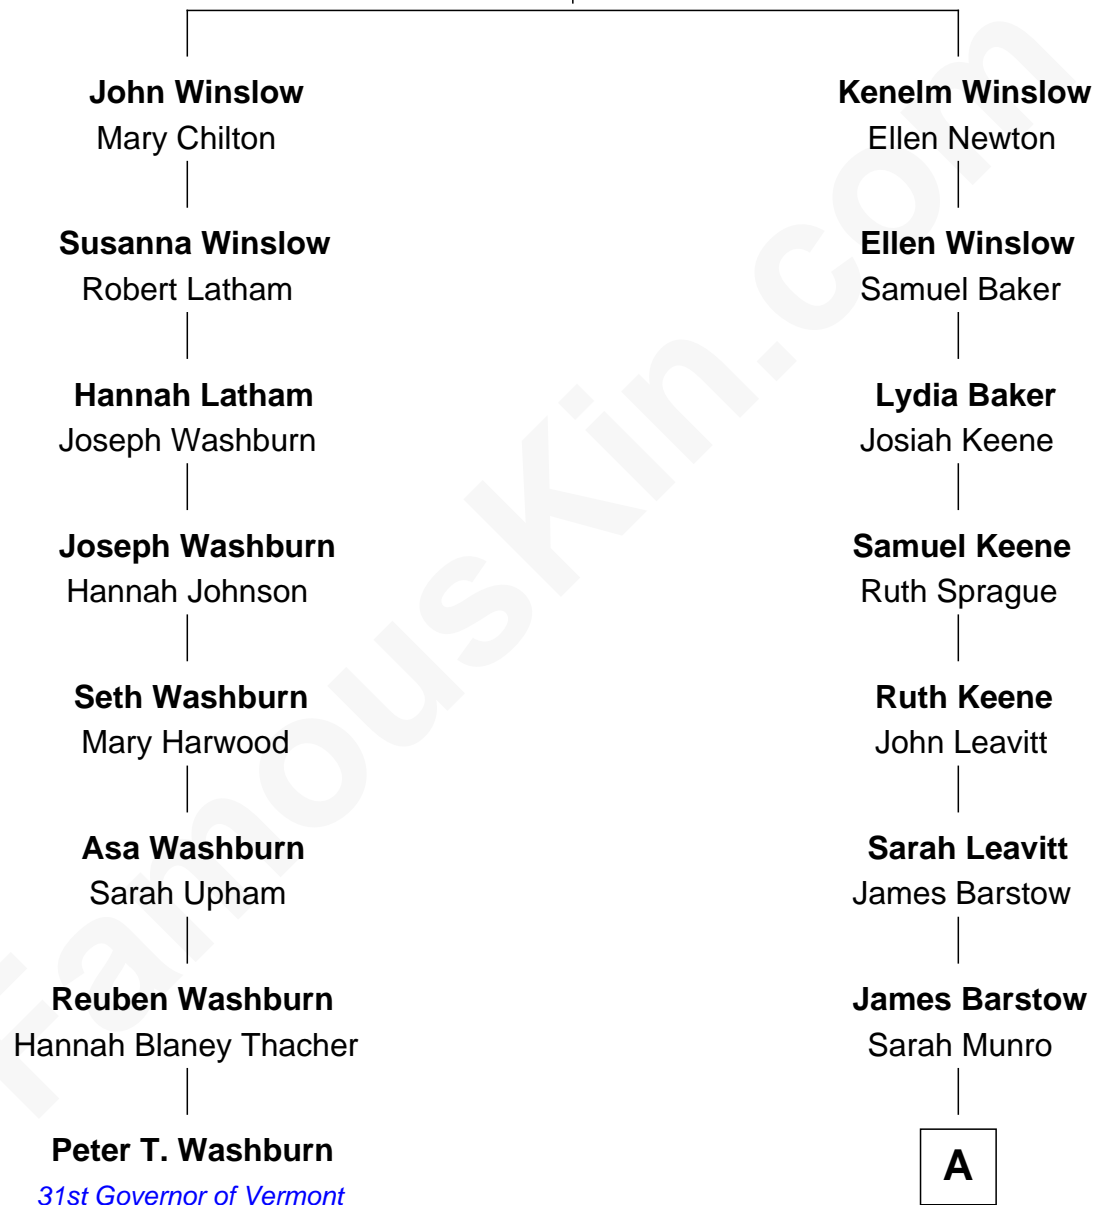 John Winslow
Mary Chilton
Susanna Winslow
Robert Latham
Hannah Latham
Joseph Washburn
Joseph Washburn
Hannah Johnson
Seth Washburn
Mary Harwood
Asa Washburn
Sarah Upham
Reuben Washburn
Hannah Blaney Thacher
Peter T. Washburn
31st Governor of Vermont
Kenelm Winslow
Ellen Newton
Ellen Winslow
Samuel Baker
Lydia Baker
Josiah Keene
Samuel Keene
Ruth Sprague
Ruth Keene
John Leavitt
Sarah Leavitt
James Barstow
James Barstow
Sarah Munro
A
FamousKin.com